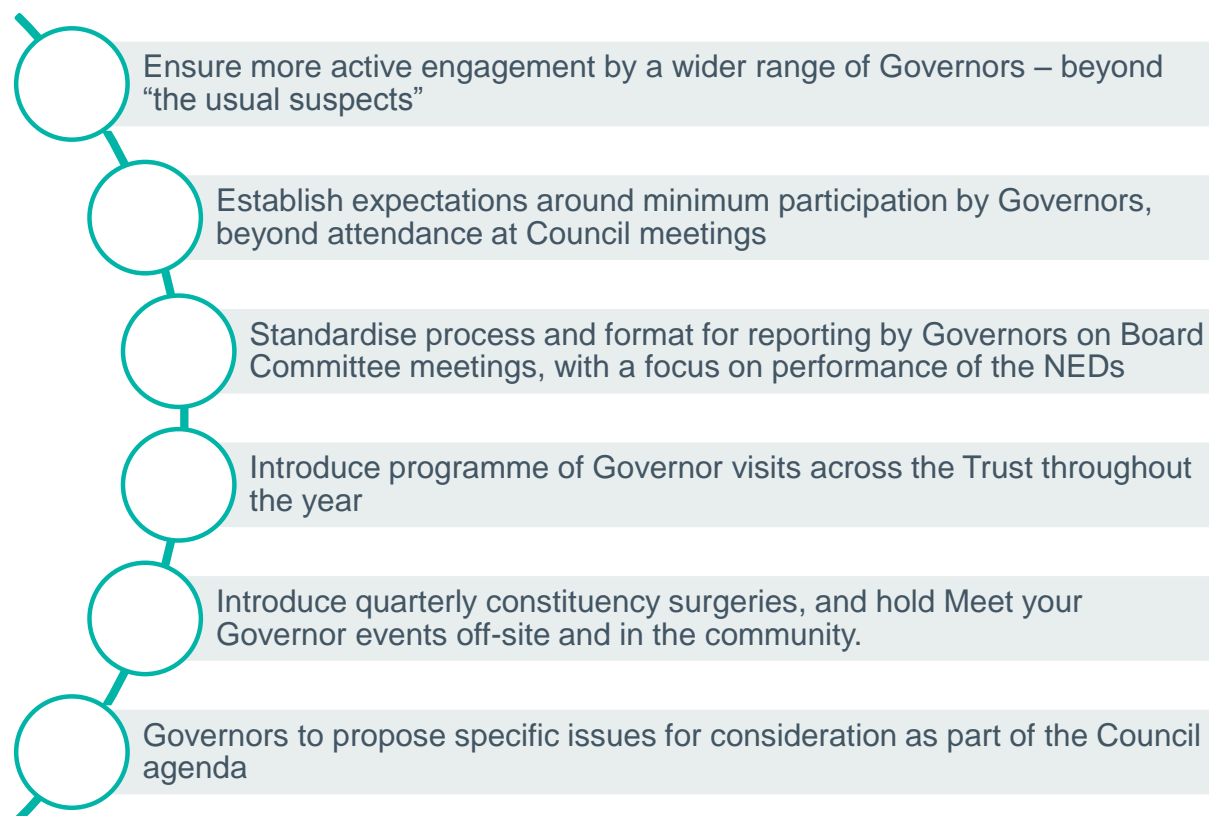 Ensure more active engagement by a wider range of Governors – beyond
“the usual suspects”
Establish expectations around minimum participation by Governors,
beyond attendance at Council meetings
Standardise process and format for reporting by Governors on Board
Committee meetings, with a focus on performance of the NEDs
Introduce programme of Governor visits across the Trust throughout
the year
Introduce quarterly constituency surgeries, and hold Meet your
Governor events off-site and in the community.
Governors to propose specific issues for consideration as part of the Council
agenda